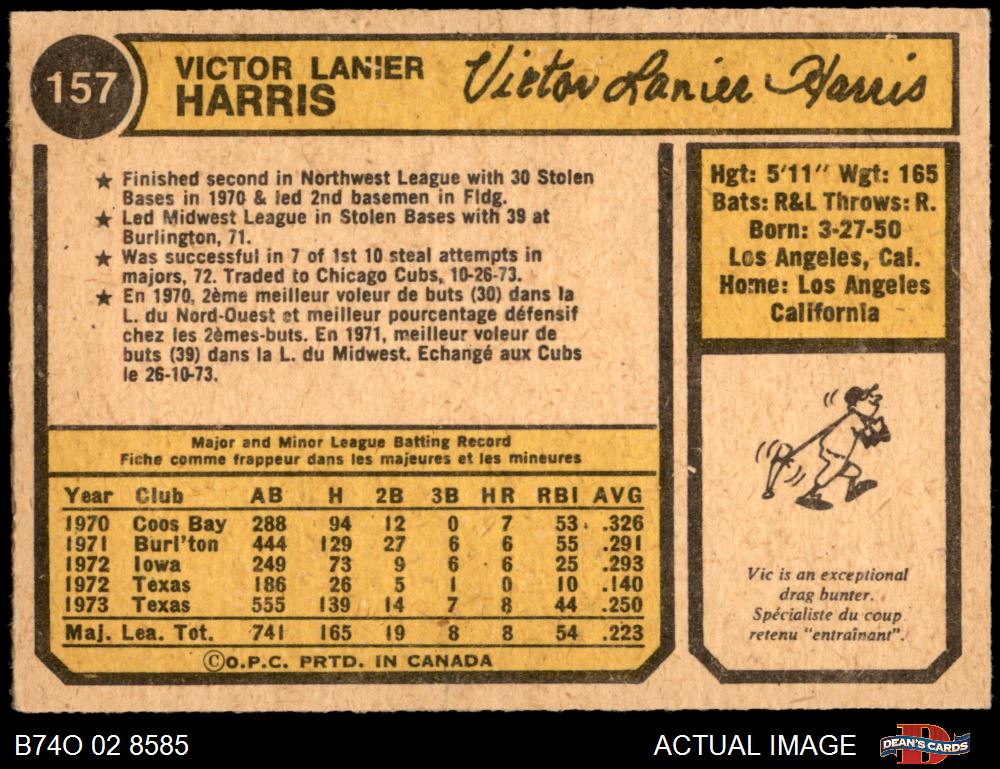 157
VICTOR LANIER
HARRIS
Victor Lanier Harris
★ Finished second in Northwest League with 30 Stolen
Bases in 1970 & led 2nd basemen in Fldg.
★ Led Midwest League in Stolen Bases with 39 at
Burlington, 71.
★ Was successful in 7 of 1st 10 steal attempts in
majors, 72. Traded to Chicago Cubs, 10-26-73.
★ En 1970, 2ème meilleur voleur de buts (30) dans la
L. du Nord-Ouest et meilleur pourcentage défensif
chez les 2èmes-buts. En 1971, meilleur voleur de
buts (39) dans la L. du Midwest. Echangé aux Cubs
le 26-10-73.
Hgt: 5'11" Wgt: 165
Bats: R&L Throws: R.
Born: 3-27-50
Los Angeles, Cal.
Home: Los Angeles
California
Major and Minor League Batting Record
Fiche comme frappeur dans les majeures et les mineures
Year Club AB H 2B 3B HR RBI AVG
1970 Coos Bay 288 94 12 0 7 53 .326
1971 Burl'ton 444 129 27 6 6 55 .291
1972 Iowa 249 73 9 6 6 25 .293
1972 Texas 186 26 5 1 0 10 .140
1973 Texas 555 139 14 7 8 44 .250
Maj. Lea. Tot. 741 165 19 8 8 54 .223
©O.P.C. PRTD. IN CANADA
Vic is an exceptional
drag bunter.
Spécialiste du coup
retenu "entraînant".
B74O 02 8585
ACTUAL IMAGE
DEAN'S CARDS